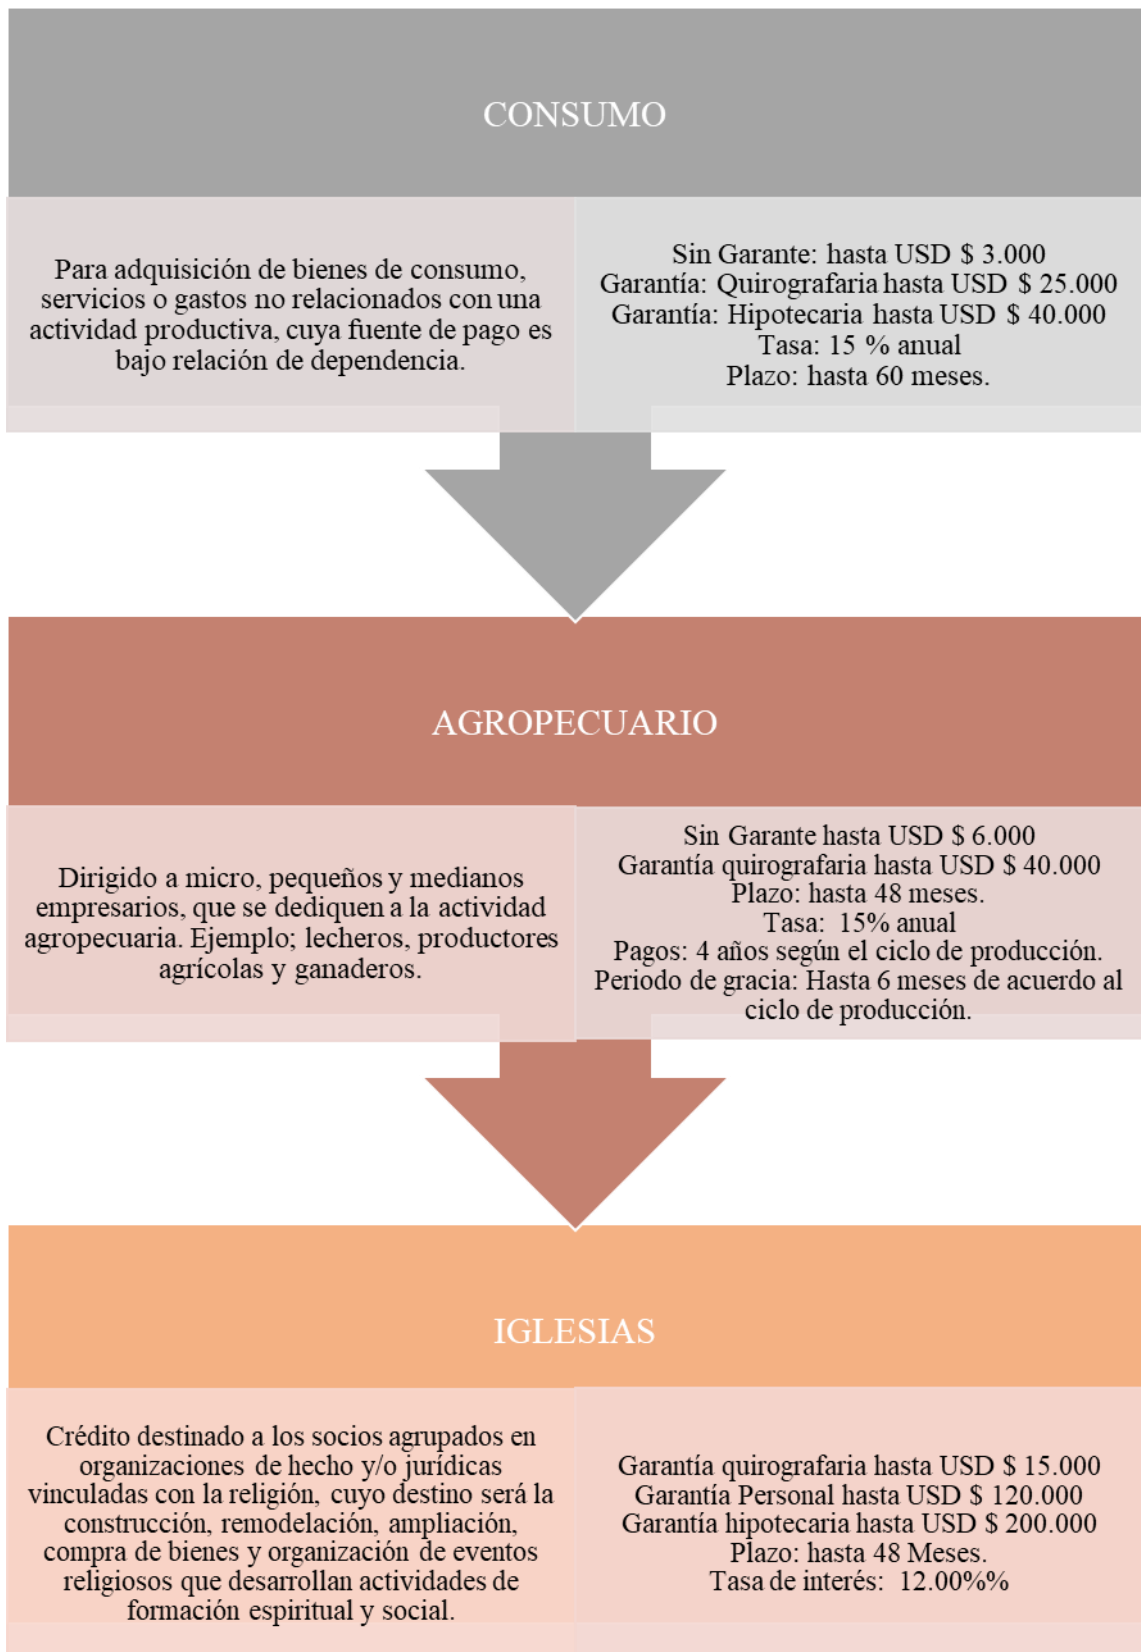 CONSUMO
Para adquisición de bienes de consumo,
servicios o gastos no relacionados con una
actividad productiva, cuya fuente de pago es
bajo relación de dependencia.
Sin Garante: hasta USD $ 3.000
Garantía: Quirografaria hasta USD $ 25.000
Garantía: Hipotecaria hasta USD $ 40.000
Tasa: 15 % anual
Plazo: hasta 60 meses.
AGROPECUARIO
Dirigido a micro, pequeños y medianos
empresarios, que se dediquen a la actividad
agropecuaria. Ejemplo; lecheros, productores
agrícolas y ganaderos.
Sin Garante hasta USD $ 6.000
Garantía quirografaria hasta USD $ 40.000
Plazo: hasta 48 meses.
Tasa: 15% anual
Pagos: 4 años según el ciclo de producción.
Periodo de gracia: Hasta 6 meses de acuerdo al
ciclo de producción.
IGLESIAS
Crédito destinado a los socios agrupados en
organizaciones de hecho y/o jurídicas
vinculadas con la religión, cuyo destino será la
construcción, remodelación, ampliación,
compra de bienes y organización de eventos
religiosos que desarrollan actividades de
formación espiritual y social.
Garantía quirografaria hasta USD $ 15.000
Garantía Personal hasta USD $ 120.000
Garantía hipotecaria hasta USD $ 200.000
Plazo: hasta 48 Meses.
Tasa de interés: 12.00%%